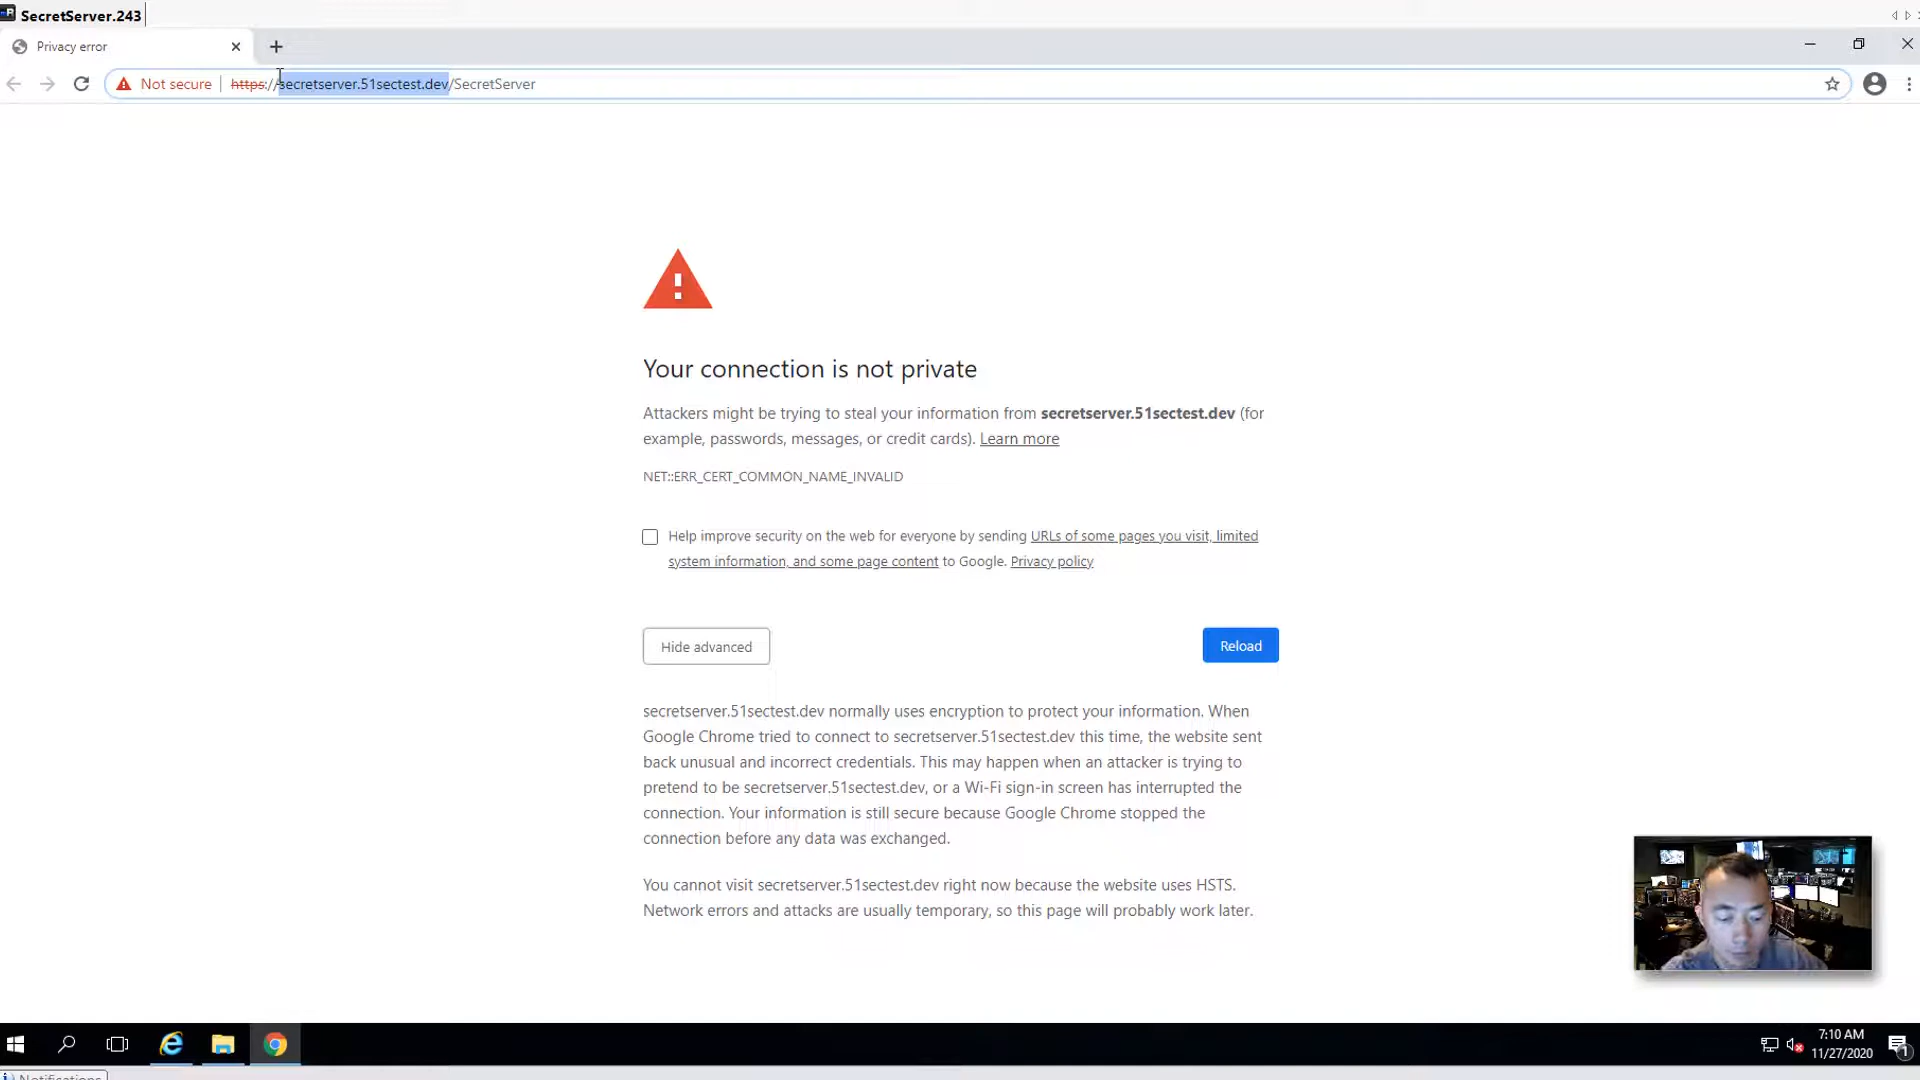 SecretServer.243
Privacy error
Not secure
https://secretserver.51sectest.dev/SecretServer
Your connection is not private
Attackers might be trying to steal your information from secretserver.51sectest.dev (for
example, passwords, messages, or credit cards). Learn more
NET::ERR_CERT_COMMON_NAME_INVALID
Help improve security on the web for everyone by sending URLs of some pages you visit, limited
system information, and some page content to Google. Privacy policy
Hide advanced
Reload
secretserver.51sectest.dev normally uses encryption to protect your information. When
Google Chrome tried to connect to secretserver.51sectest.dev this time, the website sent
back unusual and incorrect credentials. This may happen when an attacker is trying to
pretend to be secretserver.51sectest.dev, or a Wi-Fi sign-in screen has interrupted the
connection. Your information is still secure because Google Chrome stopped the
connection before any data was exchanged.
You cannot visit secretserver.51sectest.dev right now because the website uses HSTS.
Network errors and attacks are usually temporary, so this page will probably work later.
7:10 AM
11/27/2020
1
Notifications